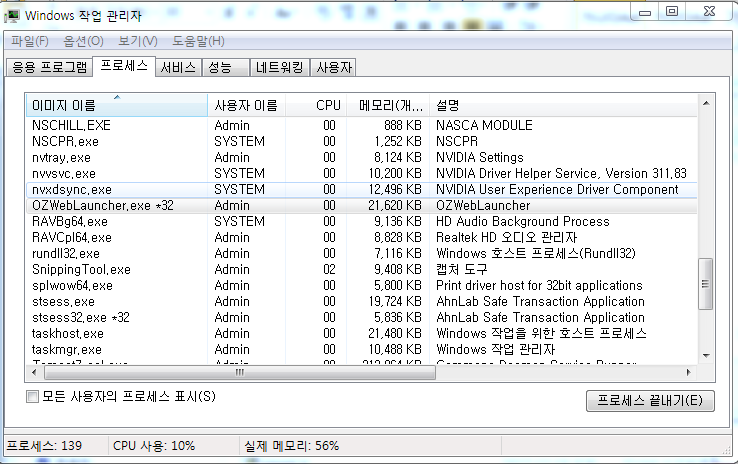 Windows 작업 관리자
파일(F) 옵션(O) 보기(V) 도움말(H)
응용 프로그램 프로세스 서비스 성능 네트워킹 사용자
이미지 이름 사용자 이름 CPU 메모리(개... 설명
NSCHILL.EXE Admin 00 888 KB NASCA MODULE
NSCPR.exe SYSTEM 00 1,252 KB NSCPR
nvtray.exe Admin 00 8,124 KB NVIDIA Settings
nvvsvc.exe SYSTEM 00 10,200 KB NVIDIA Driver Helper Service, Version 311.83
nvxdsync.exe SYSTEM 00 12,496 KB NVIDIA User Experience Driver Component
OZWebLauncher.exe *32 Admin 00 21,620 KB OZWebLauncher
RAVBg64.exe SYSTEM 00 9,136 KB HD Audio Background Process
RAVCpl64.exe Admin 00 8,828 KB Realtek HD 오디오 관리자
rundll32.exe Admin 00 7,116 KB Windows 호스트 프로세스(Rundll32)
SnippingTool.exe Admin 02 9,408 KB 캡처 도구
splwow64.exe Admin 00 5,800 KB Print driver host for 32bit applications
stsess.exe Admin 00 19,724 KB AhnLab Safe Transaction Application
stsess32.exe *32 Admin 00 5,836 KB AhnLab Safe Transaction Application
taskhost.exe Admin 00 21,480 KB Windows 작업을 위한 호스트 프로세스
taskmgr.exe Admin 00 10,488 KB Windows 작업 관리자
모든 사용자의 프로세스 표시(S)
프로세스 끝내기(E)
프로세스: 139 CPU 사용: 10% 실제 메모리: 56%